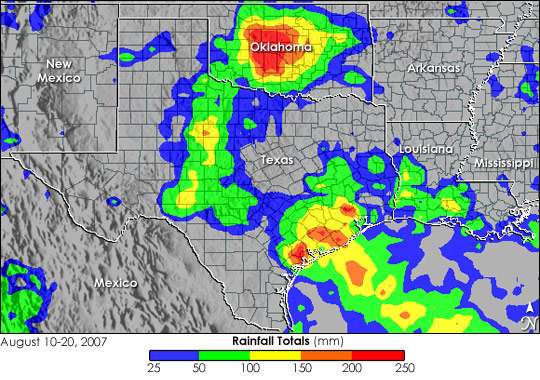 Oklahoma
New Mexico
Arkansas
Texas
Louisiana
Mississippi
Mexico
N
August 10-20, 2007
Rainfall Totals (mm)
25 50 100 150 200 250